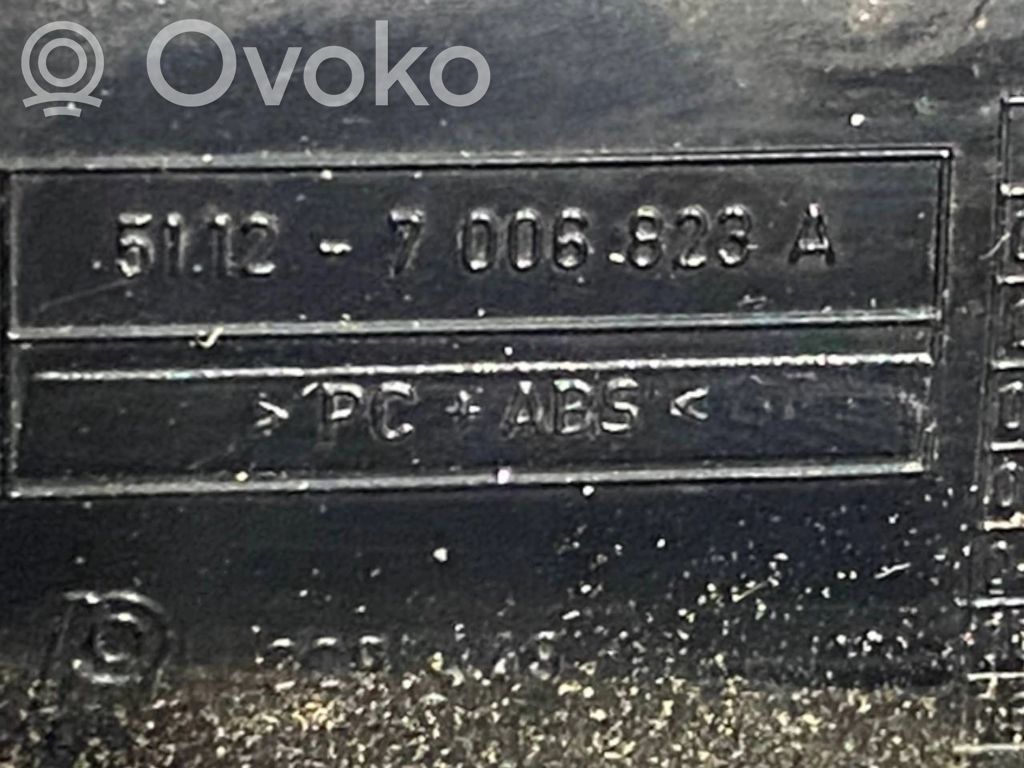 Ovoko
51.12 - 7 006 823 A
>PC + ABS<